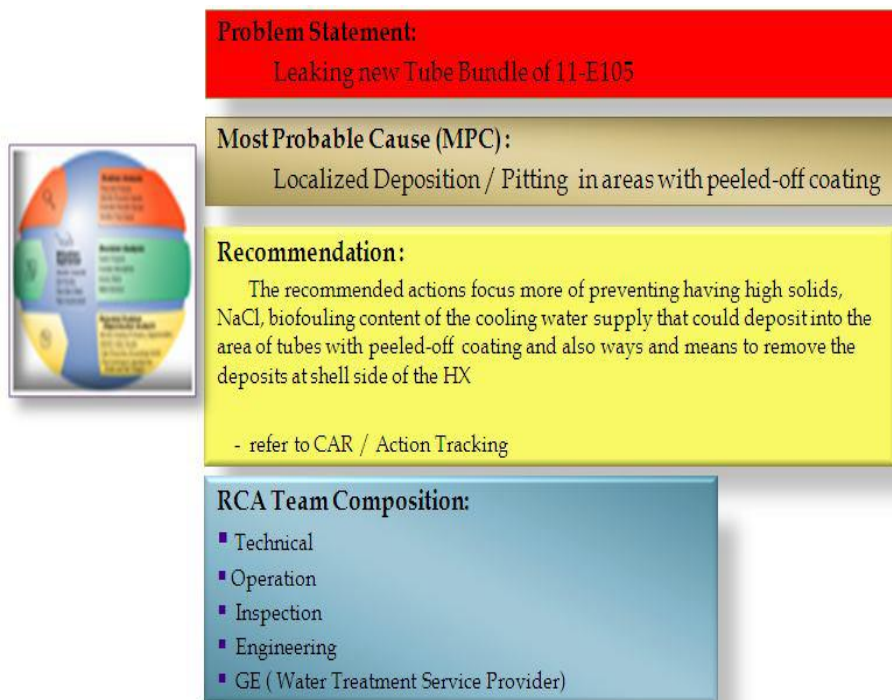 Problem Statement:
Leaking new Tube Bundle of 11-E105
Most Probable Cause (MPC) :
Localized Deposition / Pitting in areas with peeled-off coating
Recommendation :
The recommended actions focus more of preventing having high solids,
NaCl, biofouling content of the cooling water supply that could deposit into the
area of tubes with peeled-off coating and also ways and means to remove the
deposits at shell side of the HX
- refer to CAR / Action Tracking
RCA Team Composition:
▪ Technical
▪ Operation
▪ Inspection
▪ Engineering
▪ GE ( Water Treatment Service Provider)